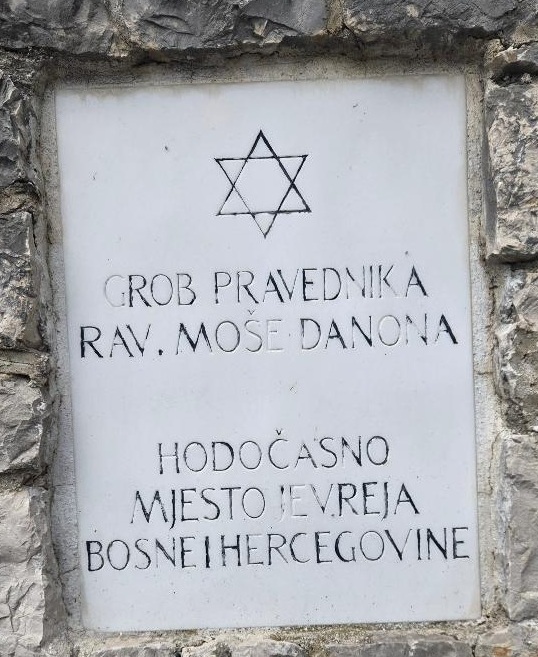 GROB PRAVEDNIKA
RAV. MOŠE DANONA
HODOČASNO
MJESTO JEVREJA
BOSNE I HERCEGOVINE